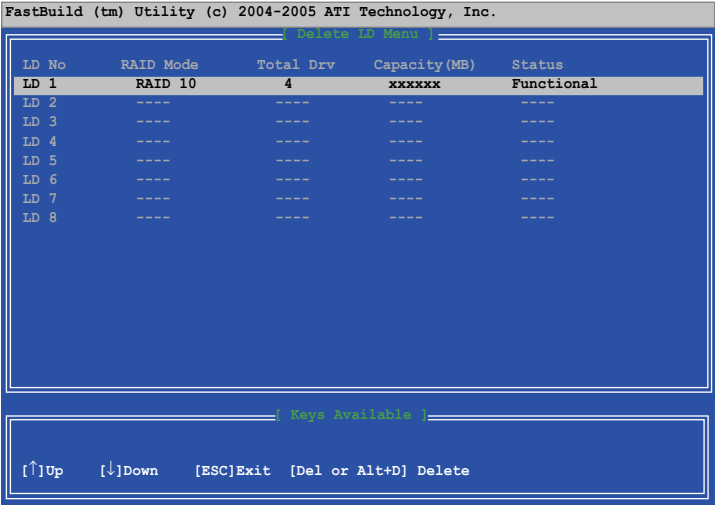 FastBuild (tm) Utility (c) 2004-2005 ATI Technology, Inc.
[ Delete LD Menu ]
LD No RAID Mode Total Drv Capacity(MB) Status
LD 1 RAID 10 4 xxxxxx Functional
LD 2 ---- ---- ---- ----
LD 3 ---- ---- ---- ----
LD 4 ---- ---- ---- ----
LD 5 ---- ---- ---- ----
LD 6 ---- ---- ---- ----
LD 7 ---- ---- ---- ----
LD 8 ---- ---- ---- ----
[ Keys Available ]
[↑]Up [↓]Down [ESC]Exit [Del or Alt+D] Delete